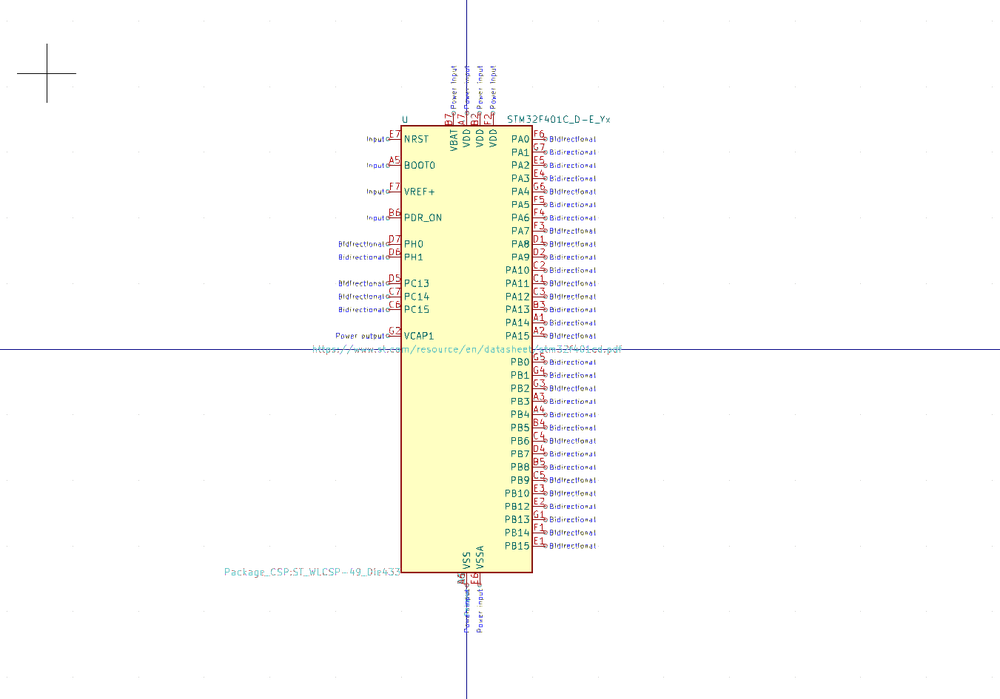 Power Input Power Input Power Input Power Input
B7 A7 B2 F2
U STM32F401C_D-E_Yx
VBAT VDD VDD VDD
Input E7 NRST PA0 F6 Bidirectional
PA1 G7 Bidirectional
Input A5 BOOT0 PA2 E5 Bidirectional
PA3 E4 Bidirectional
Input F7 VREF+ PA4 G6 Bidirectional
PA5 F5 Bidirectional
Input B6 PDR_ON PA6 F4 Bidirectional
PA7 F3 Bidirectional
Bidirectional D7 PH0 PA8 D1 Bidirectional
Bidirectional D6 PH1 PA9 D2 Bidirectional
PA10 C2 Bidirectional
Bidirectional D5 PC13 PA11 C1 Bidirectional
Bidirectional C7 PC14 PA12 C3 Bidirectional
Bidirectional C6 PC15 PA13 B3 Bidirectional
PA14 A1 Bidirectional
Power output G2 VCAP1 PA15 A2 Bidirectional
https://www.st.com/resource/en/datasheet/stm32f401cd.pdf
PB0 G5 Bidirectional
PB1 G4 Bidirectional
PB2 G3 Bidirectional
PB3 A3 Bidirectional
PB4 A4 Bidirectional
PB5 B4 Bidirectional
PB6 C4 Bidirectional
PB7 D4 Bidirectional
PB8 B5 Bidirectional
PB9 C5 Bidirectional
PB10 E3 Bidirectional
PB12 E2 Bidirectional
PB13 G1 Bidirectional
PB14 F1 Bidirectional
PB15 E1 Bidirectional
VSS VSSA
Package_CSP:ST_WLCSP-49_Die433
E6
Power Input